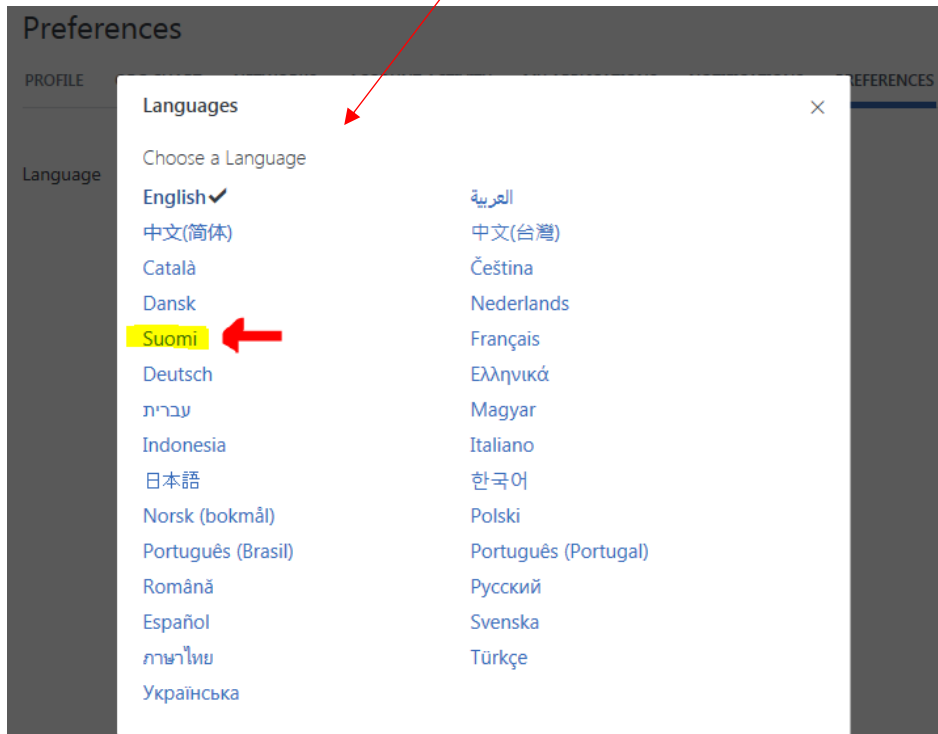 Preferences
PROFILE
Languages
Language
Choose a Language
English
العربية
中文(简体)
中文(台灣)
Català
Čeština
Dansk
Nederlands
Suomi
Français
Deutsch
Ελληνικά
עברית
Magyar
Indonesia
Italiano
日本語
한국어
Norsk (bokmål)
Polski
Português (Brasil)
Português (Portugal)
Română
Русский
Español
Svenska
ภาษาไทย
Türkçe
Українська